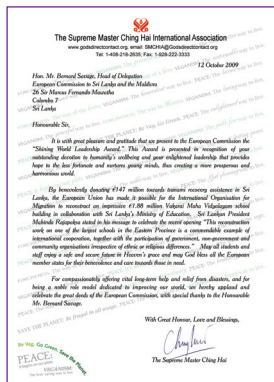 The Supreme Master Ching Hai International Association
www.godsdirectcontact.org, email: SMCHIA@Godsdirectcontact.org
Tel: 1-408-218-2635; Fax: 1-928-222-3333
12 October 2009
Hon. Mr. Bernard Savage, Head of Delegation
European Commission to Sri Lanka and the Maldives
26 Sir Marcus Fernando Mawatha
Colombo 7
Sri Lanka
Honourable Sir,
It is with great pleasure and gratitude that we present to the European Commission the
"Shining World Leadership Award." This Award is presented in recognition of your
outstanding devotion to humanity's wellbeing and your enlightened leadership that provides
hope to the less fortunate and nurtures young minds, thus creating a more prosperous and
harmonious world.
By benevolently donating €147 million towards tsunami recovery assistance in Sri
Lanka, the European Union has made it possible for the International Organisation for
Migration to reconstruct an impressive €1.88 million Valvurai Maha Vidyalayam school
building in collaboration with Sri Lanka's Ministry of Education. Sri Lankan President
Mahinda Rajapaksa stated in his message to celebrate the recent opening "This reconstruction
work on one of the largest schools in the Eastern Province is a commendable example of
international cooperation, together with the participation of government, non-government and
community organisations irrespective of ethnic or religious differences." May all students and
staff enjoy a safe and secure future in Heaven's grace and may God bless all the European
member states for their benevolence and care towards those in need.
For compassionately offering vital long-term help and relief from disasters, and for
being a noble role model dedicated to improving our world, we hereby applaud and
celebrate the great deeds of the European Commission, with special thanks to the Honourable
Mr. Bernard Savage.
With Great Honour, Love and Blessings,
The Supreme Master Ching Hai
Be Veg, Go Green, Save the Planet
PEACE:
VEGANISM: